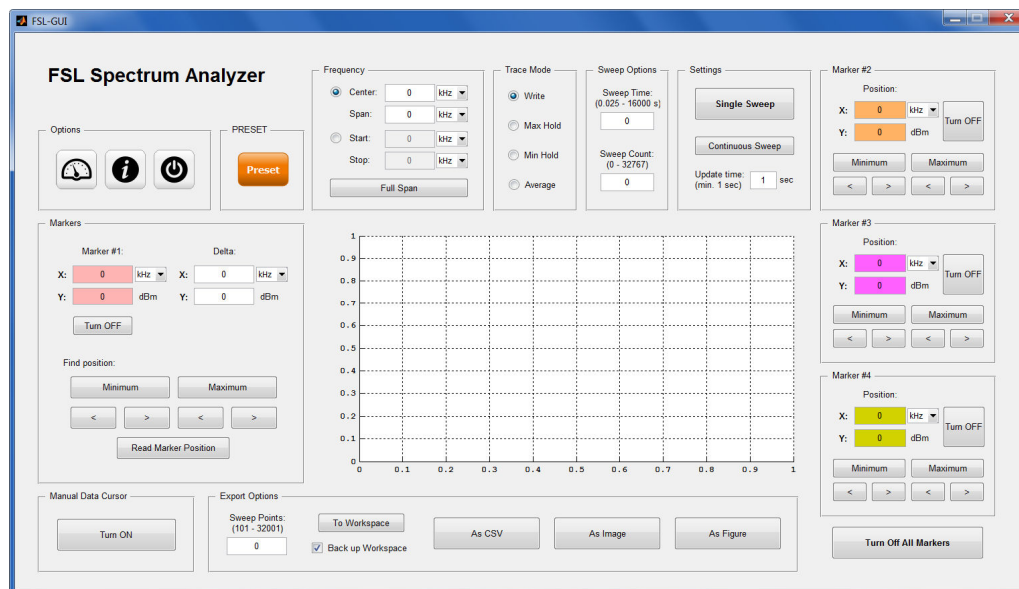 FSL-GUI
FSL Spectrum Analyzer
Options
PRESET
Preset
Frequency
Center: 0 kHz
Span: 0 kHz
Start: 0 kHz
Stop: 0 kHz
Full Span
Trace Mode
Write
Max Hold
Min Hold
Average
Sweep Options
Sweep Time:
(0.025 - 16000 s)
0
Sweep Count:
(0 - 32767)
0
Settings
Single Sweep
Continuous Sweep
Update time:
(min. 1 sec) 1 sec
Marker #2
Position:
X: 0 kHz
Y: 0 dBm
Turn OFF
Minimum Maximum
< > < >
Markers
Marker #1: Delta:
X: 0 kHz X: 0 kHz
Y: 0 dBm Y: 0 dBm
Turn OFF
Find position:
Minimum Maximum
< > < >
Read Marker Position
1
0.9
0.8
0.7
0.6
0.5
0.4
0.3
0.2
0.1
0
0 0.1 0.2 0.3 0.4 0.5 0.6 0.7 0.8 0.9 1
Marker #3
Position:
X: 0 kHz
Y: 0 dBm
Turn OFF
Minimum Maximum
< > < >
Marker #4
Position:
X: 0 kHz
Y: 0 dBm
Turn OFF
Minimum Maximum
< > < >
Manual Data Cursor
Turn ON
Export Options
Sweep Points:
(101 - 32001)
0
To Workspace
Back up Workspace
As CSV
As Image
As Figure
Turn Off All Markers